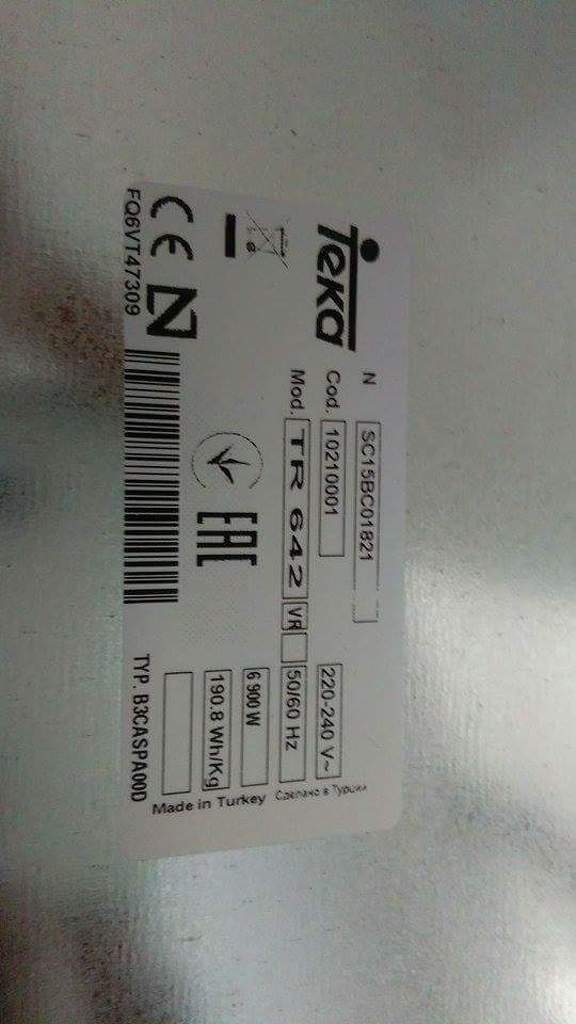 Teka
N SC15BC01821
Cod. 10210001
220-240 V~
Mod. TR 642 VR
50/60 Hz
6 900 W
EAC
190.8 Wh/Kg
CE
FQ6VT47309
TYP. B3CASPA00D
Made in Turkey Сделано в Турции